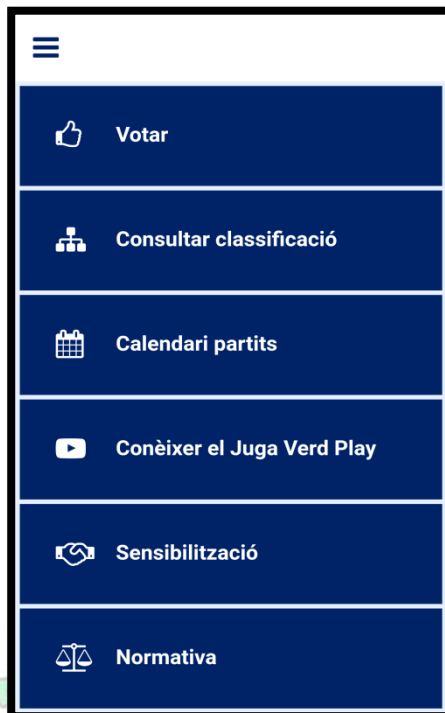 Votar
Consultar classificació
Calendari partits
Conèixer el Juga Verd Play
Sensibilització
Normativa